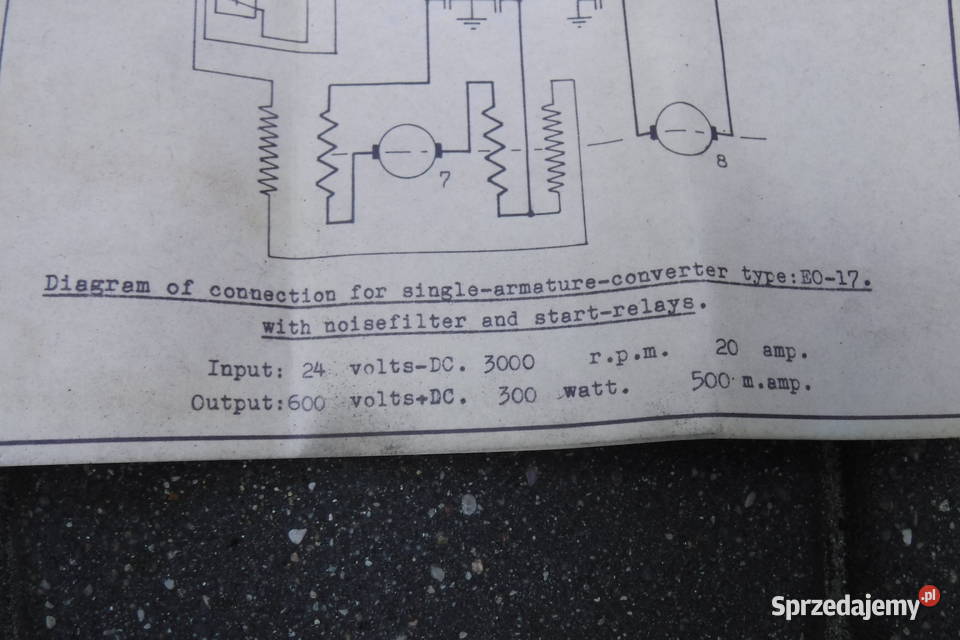 7
8
Diagram of connection for single-armature-converter type:EO-17.
with noisefilter and start-relays.
Input: 24 volts-DC. 3000 r.p.m. 20 amp.
Output:600 volts+DC. 300 watt. 500 m.amp.
Sprzedajemy.pl